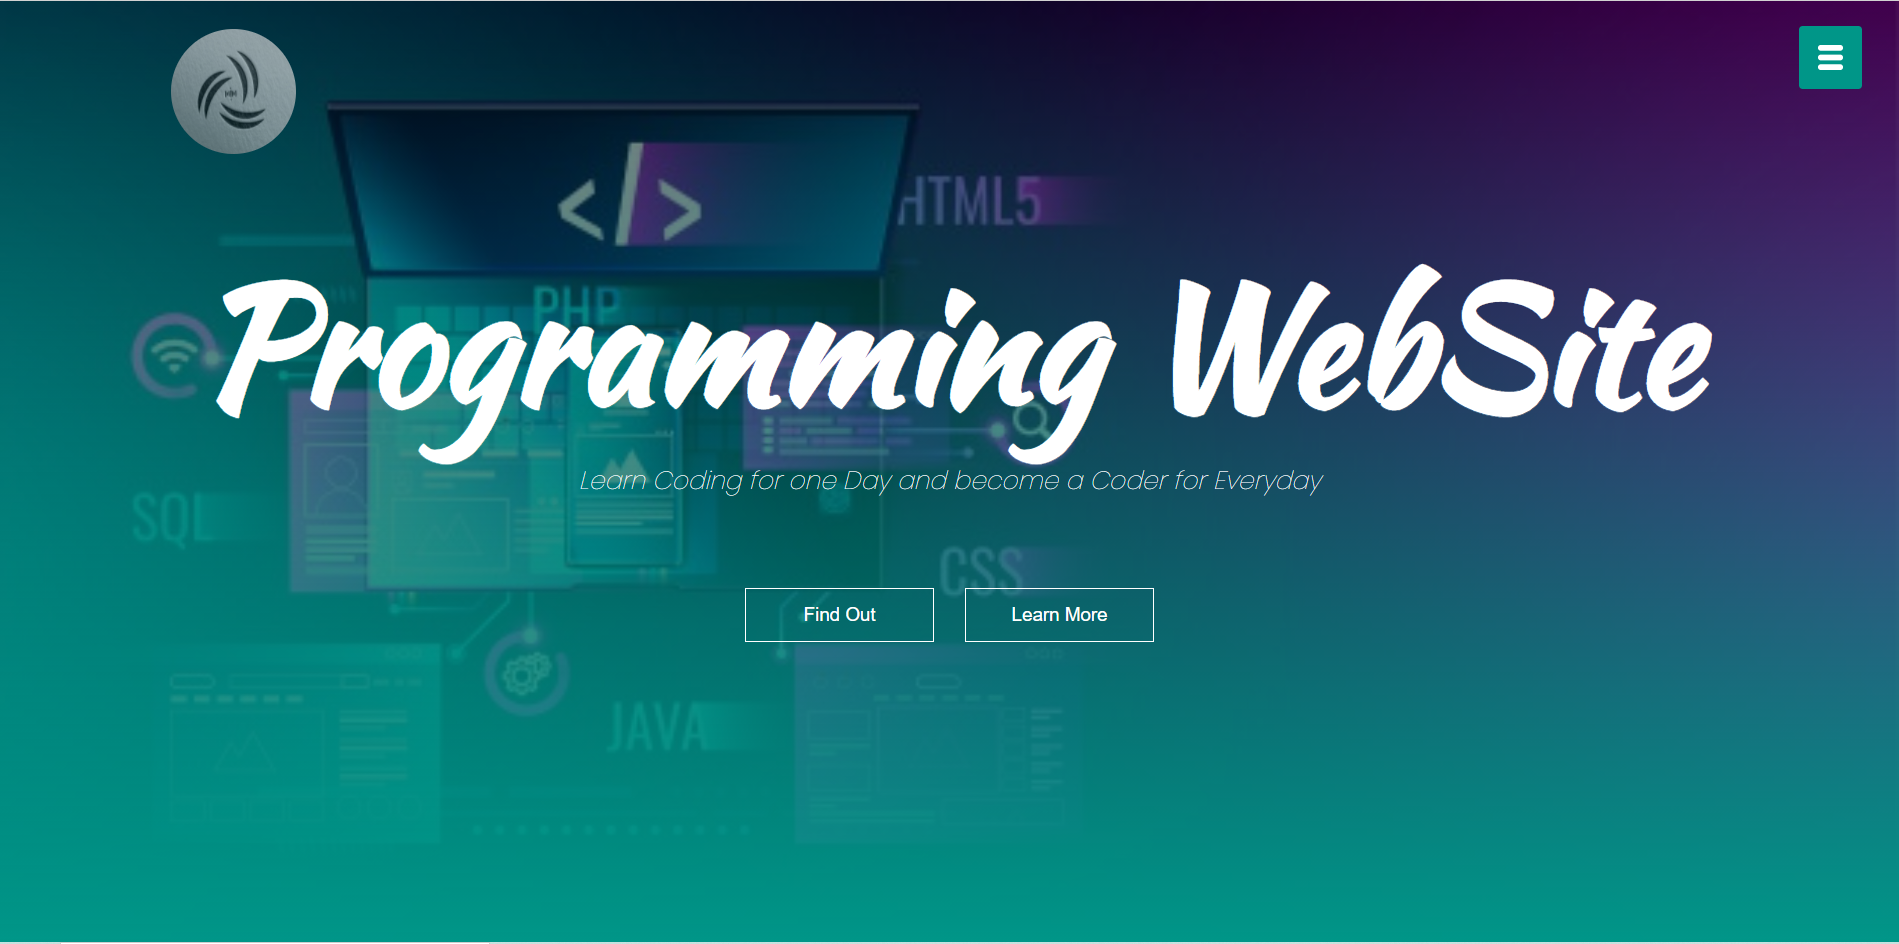 </>
HTML5
PHP
Programming WebSite
Learn Coding for one Day and become a Coder for Everyday
SQL
CSS
Find Out
Learn More
JAVA